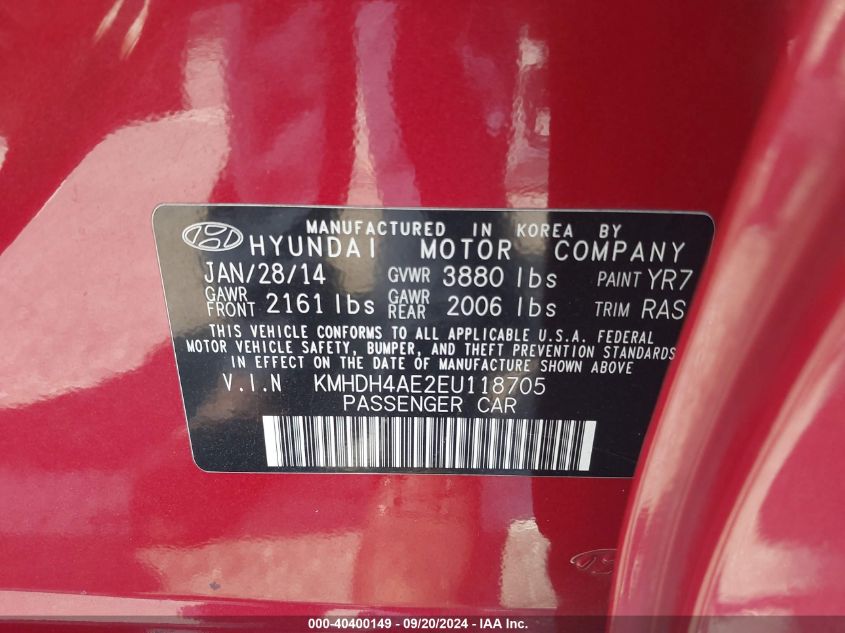 MANUFACTURED IN KOREA BY
HYUNDAI MOTOR COMPANY
JAN/28/14 GVWR 3880 lbs PAINT YR7
GAWR FRONT 2161 lbs GAWR REAR 2006 lbs TRIM RAS
THIS VEHICLE CONFORMS TO ALL APPLICABLE U.S.A. FEDERAL
MOTOR VEHICLE SAFETY, BUMPER, AND THEFT PREVENTION STANDARDS
IN EFFECT ON THE DATE OF MANUFACTURE SHOWN ABOVE.
V.I.N KMHDH4AE2EU118705
PASSENGER CAR
000-40400149 - 09/20/2024 - IAA Inc.